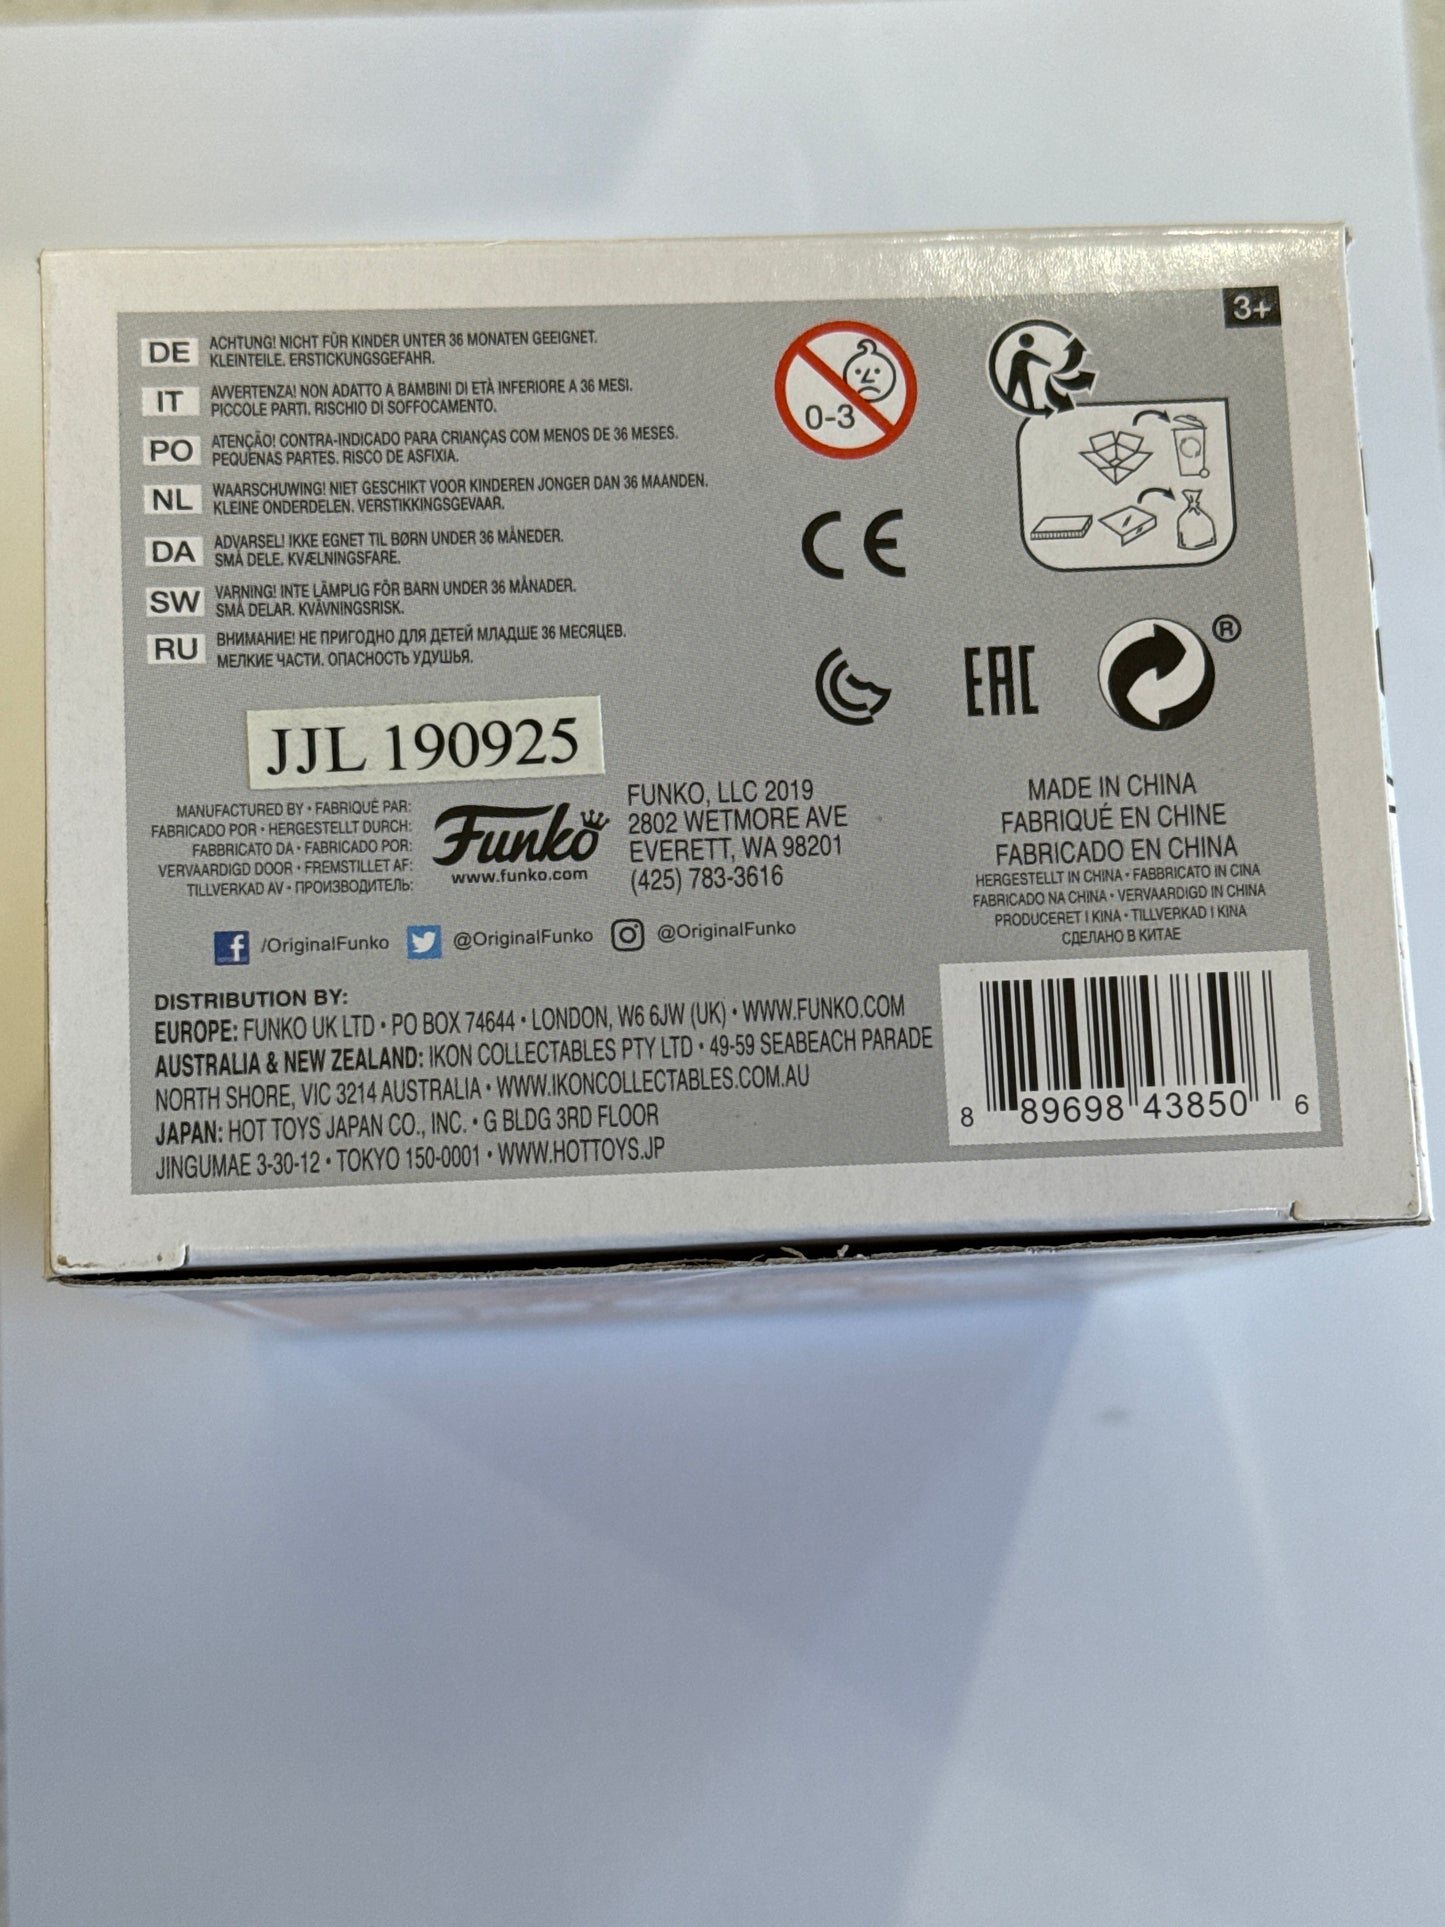 3+
DE ACHTUNG! NICHT FÜR KINDER UNTER 36 MONATEN GEEIGNET.
KLEINTEILE. ERSTICKUNGSGEFAHR.
IT AVVERTENZA! NON ADATTO A BAMBINI DI ETÀ INFERIORE A 36 MESI.
PICCOLE PARTI. RISCHIO DI SOFFOCAMENTO.
PO ATENÇÃO! CONTRA-INDICADO PARA CRIANÇAS COM MENOS DE 36 MESES.
PEQUENAS PARTES. RISCO DE ASFIXIA.
NL WAARSCHUWING! NIET GESCHIKT VOOR KINDEREN JONGER DAN 36 MAANDEN.
KLEINE ONDERDELEN. VERSTIKKINGSGEVAAR.
DA ADVARSEL! IKKE EGNET TIL BØRN UNDER 36 MÅNEDER.
SMÅ DELE. KVÆLNINGSFARE.
SW VARNING! INTE LÄMPLIG FÖR BARN UNDER 36 MÅNADER.
SMÅ DELAR. KVÄVNINGSRISK.
RU ВНИМАНИЕ! НЕ ПРИГОДНО ДЛЯ ДЕТЕЙ МЛАДШЕ 36 МЕСЯЦЕВ.
МЕЛКИЕ ЧАСТИ. ОПАСНОСТЬ УДУШЬЯ.
0-3
CE
EAC
®
JJL 190925
MANUFACTURED BY • FABRIQUÉ PAR:
FABRICADO POR • HERGESTELLT DURCH:
FABBRICATO DA • FABRICADO POR:
VERVAARDIGD DOOR • FREMSTILLET AF:
TILLVERKAD AV • ПРОИЗВОДИТЕЛЬ:
Funko
www.funko.com
FUNKO, LLC 2019
2802 WETMORE AVE
EVERETT, WA 98201
(425) 783-3616
MADE IN CHINA
FABRIQUÉ EN CHINE
FABRICADO EN CHINA
HERGESTELLT IN CHINA • FABBRICATO IN CINA
FABRICADO NA CHINA • VERVAARDIGD IN CHINA
PRODUCERET I KINA • TILLVERKAD I KINA
СДЕЛАНО В КИТАЕ
/OriginalFunko @OriginalFunko @OriginalFunko
DISTRIBUTION BY:
EUROPE: FUNKO UK LTD • PO BOX 74644 • LONDON, W6 6JW (UK) • WWW.FUNKO.COM
AUSTRALIA & NEW ZEALAND: IKON COLLECTABLES PTY LTD • 49-59 SEABEACH PARADE
NORTH SHORE, VIC 3214 AUSTRALIA • WWW.IKONCOLLECTABLES.COM.AU
JAPAN: HOT TOYS JAPAN CO., INC. • G BLDG 3RD FLOOR
JINGUMAE 3-30-12 • TOKYO 150-0001 • WWW.HOTTOYS.JP
8 89698 43850 6